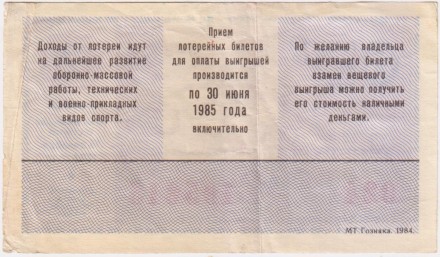 Доходы от лотереи идут
на дальнейшее развитие
оборонно-массовой
работы, технических
и военно-прикладных
видов спорта.
Прием
лотерейных билетов
для оплаты выигрышей
производится
по 30 июня
1985 года
включительно
По желанию владельца
выигравшего билета
взамен вещевого
выигрыша можно получить
его стоимость наличными
деньгами.
МТ Гознака. 1984.